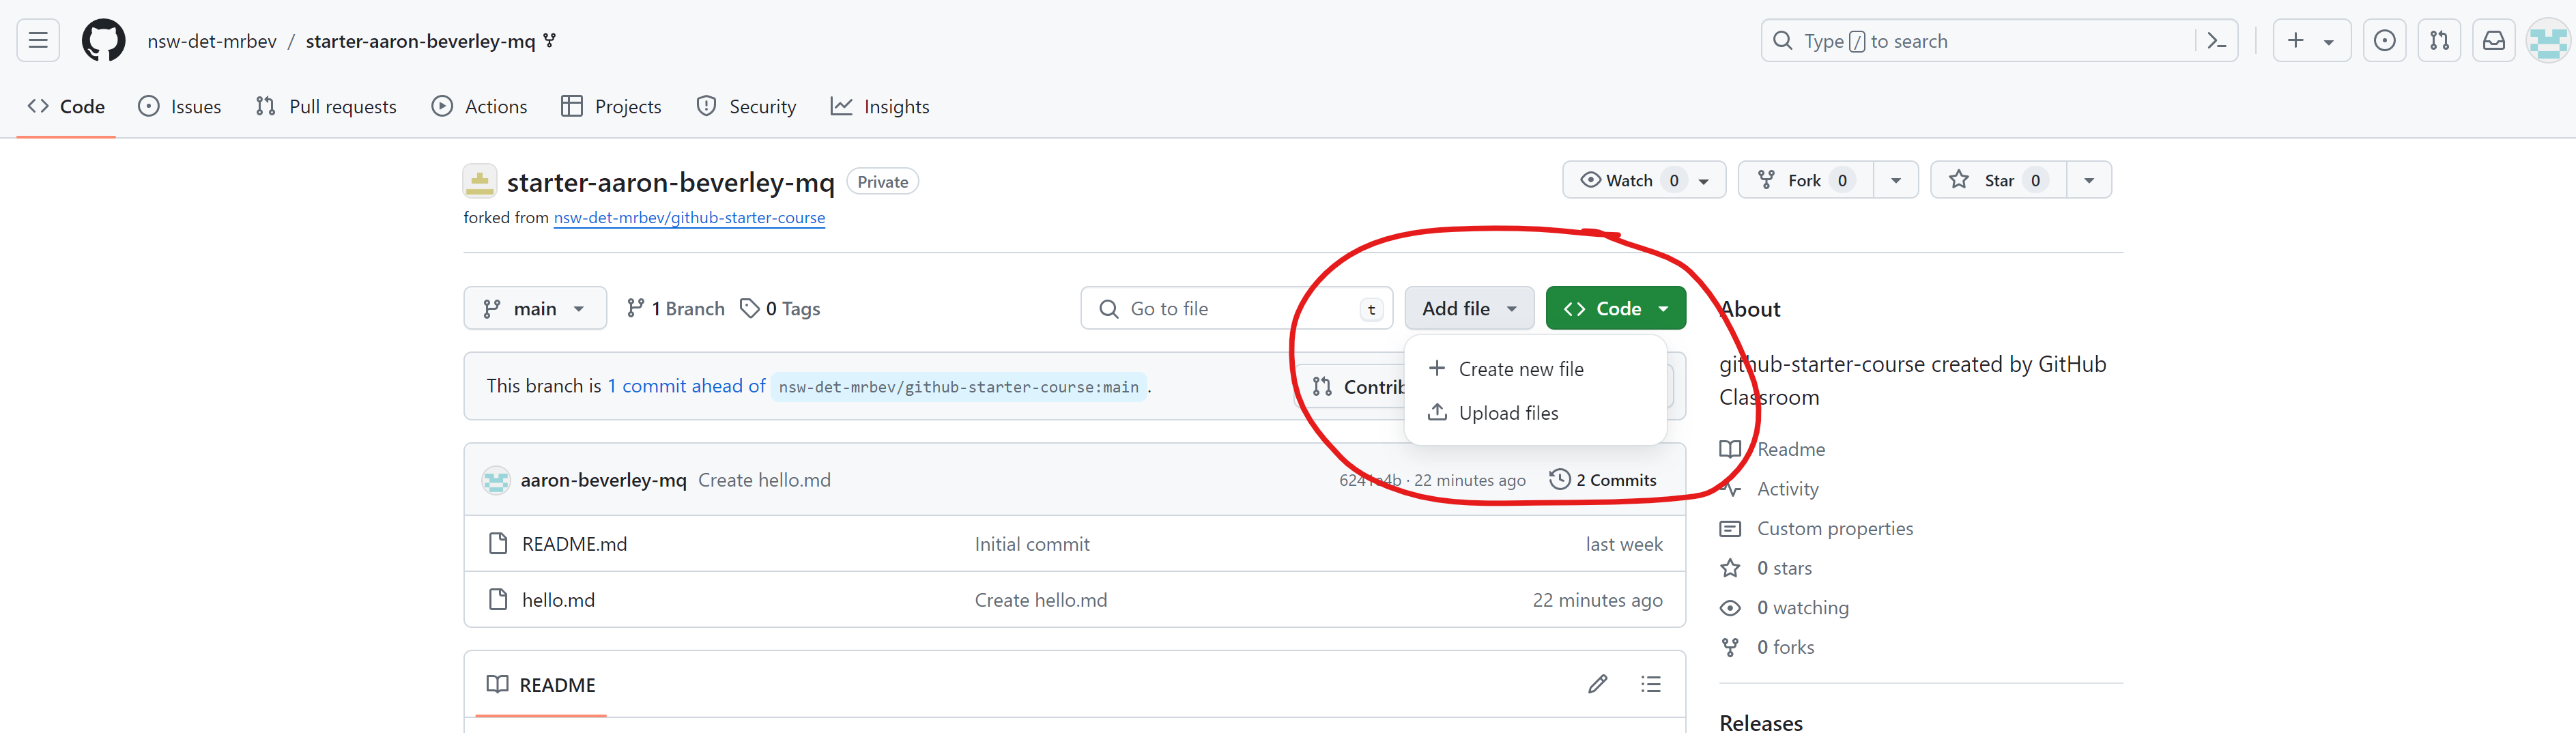 nsw-det-mrbev / starter-aaron-beverley-mq
Type / to search
Code Issues Pull requests Actions Projects Security Insights
starter-aaron-beverley-mq Private
Watch 0 Fork 0 Star 0
forked from nsw-det-mrbev/github-starter-course
main 1 Branch 0 Tags
Go to file t Add file Code
Create new file
Upload files
This branch is 1 commit ahead of nsw-det-mrbev/github-starter-course:main .
Contrib
aaron-beverley-mq Create hello.md
22 minutes ago 2 Commits
README.md Initial commit last week
hello.md Create hello.md 22 minutes ago
README
About
github-starter-course created by GitHub
Classroom
Readme
Activity
Custom properties
0 stars
0 watching
0 forks
Releases